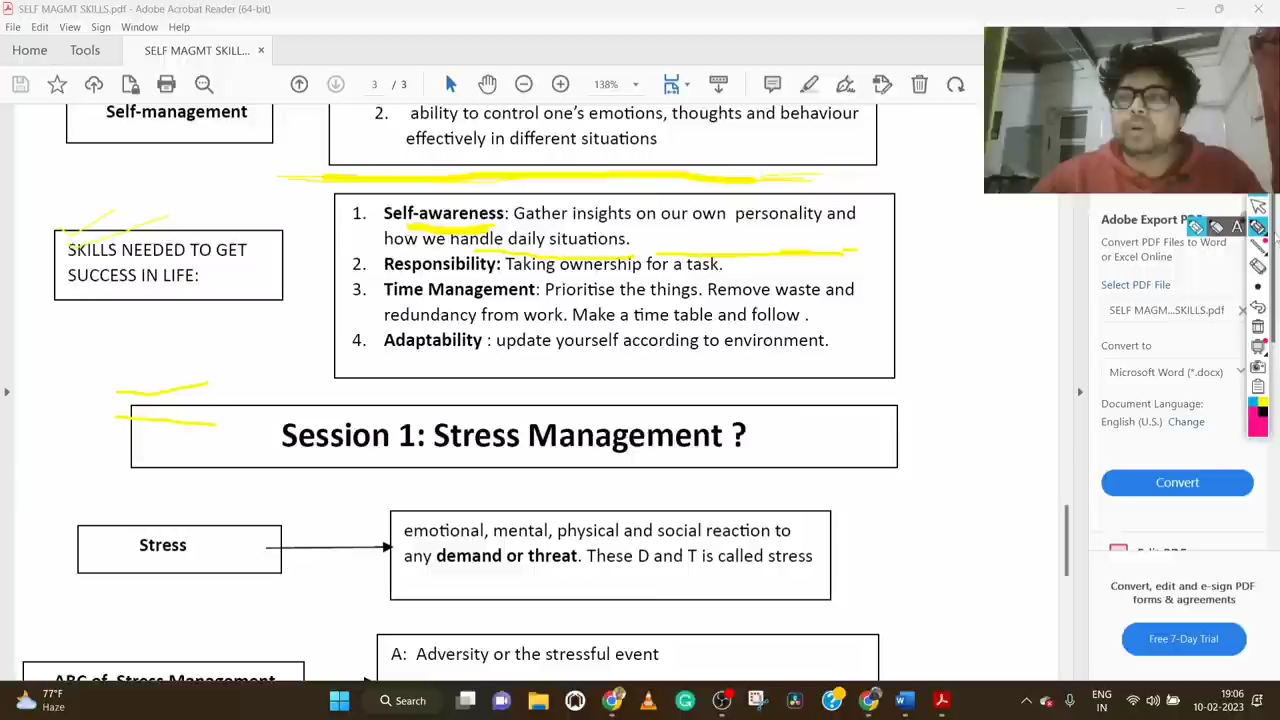 SELF MAGMT SKILLS.pdf - Adobe Acrobat Reader (64-bit)
File Edit View Sign Window Help
Home Tools SELF MAGMT SKILL... ×
3 / 3 138%
Self-management
2. ability to control one’s emotions, thoughts and behaviour
effectively in different situations
SKILLS NEEDED TO GET
SUCCESS IN LIFE:
1. Self-awareness: Gather insights on our own personality and
how we handle daily situations.
2. Responsibility: Taking ownership for a task.
3. Time Management: Prioritise the things. Remove waste and
redundancy from work. Make a time table and follow .
4. Adaptability : update yourself according to environment.
Session 1: Stress Management ?
Stress
emotional, mental, physical and social reaction to
any demand or threat. These D and T is called stress
ABC of Stress Management
A: Adversity or the stressful event
Adobe Export PDF
A
Convert PDF Files to Word
or Excel Online
Select PDF File
SELF MAGM...SKILLS.pdf
Convert to
Microsoft Word (*.docx)
Document Language:
English (U.S.) Change
Convert
Edit PDF
Convert, edit and e-sign PDF
forms & agreements
Free 7-Day Trial
77°F
Haze
Search
ENG
IN
19:06
10-02-2023